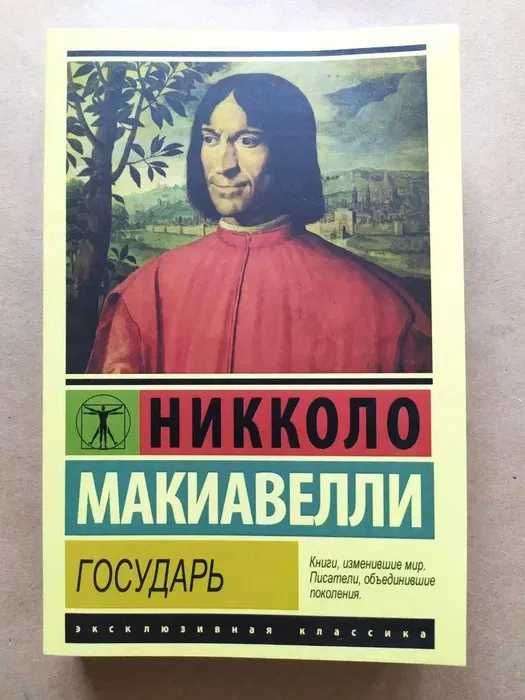 НИККОЛО
МАКИАВЕЛЛИ
ГОСУДАРЬ
Книги, изменившие мир.
Писатели, объединившие
поколения.
эксклюзивная классика